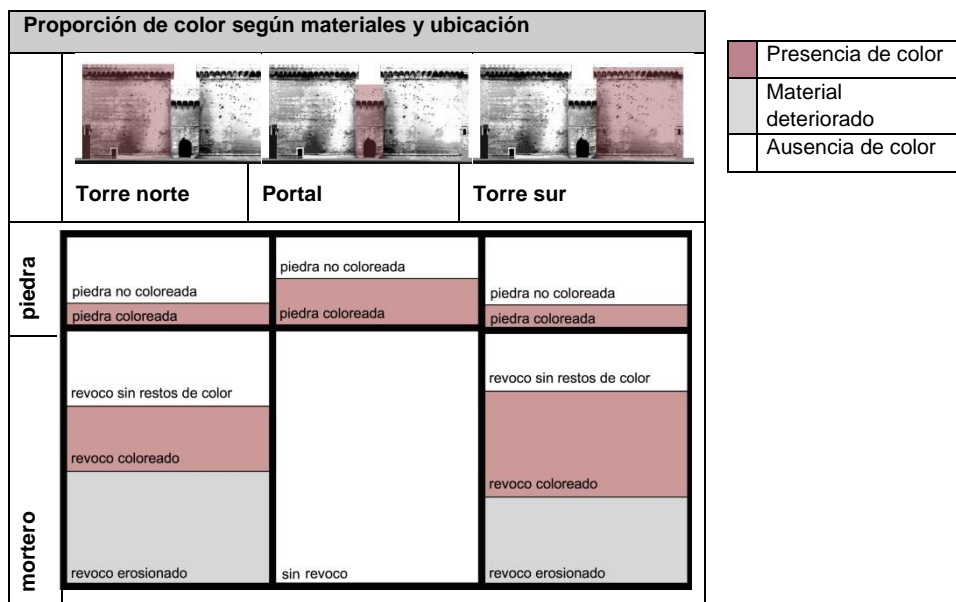 Proporción de color según materiales y ubicación
Torre norte
Portal
Torre sur
piedra
piedra no coloreada
piedra coloreada
piedra no coloreada
piedra coloreada
piedra no coloreada
piedra coloreada
mortero
revoco sin restos de color
revoco coloreado
revoco erosionado
sin revoco
revoco sin restos de color
revoco coloreado
revoco erosionado
Presencia de color
Material
deteriorado
Ausencia de color